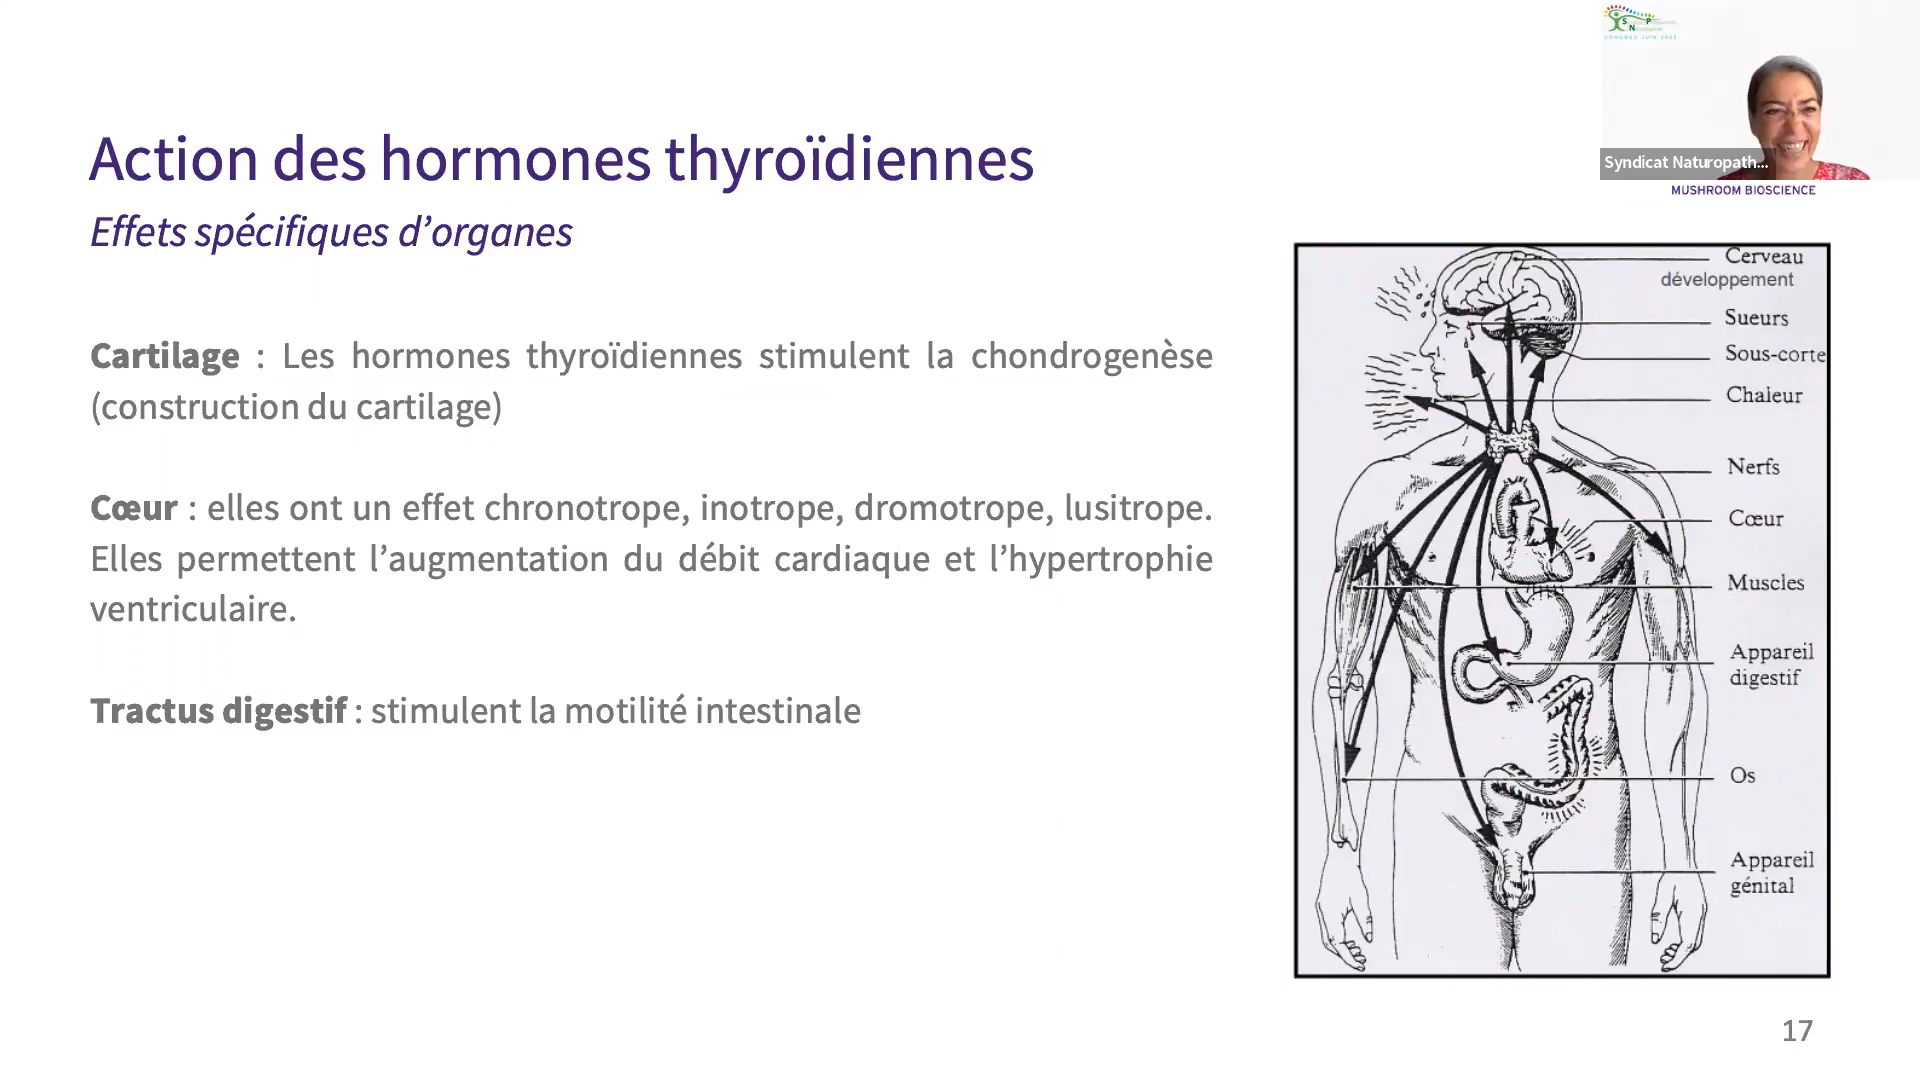 Action des hormones thyroïdiennes
Effets spécifiques d’organes
Cartilage : Les hormones thyroïdiennes stimulent la chondrogenèse
(construction du cartilage)
Cœur : elles ont un effet chronotrope, inotrope, dromotrope, lusitrope.
Elles permettent l’augmentation du débit cardiaque et l’hypertrophie
ventriculaire.
Tractus digestif : stimulent la motilité intestinale
Syndicat Naturopath...
MUSHROOM BIOSCIENCE
Cerveau
développement
Sueurs
Sous-corte
Chaleur
Nerfs
Cœur
Muscles
Appareil
digestif
Os
Appareil
génital
17